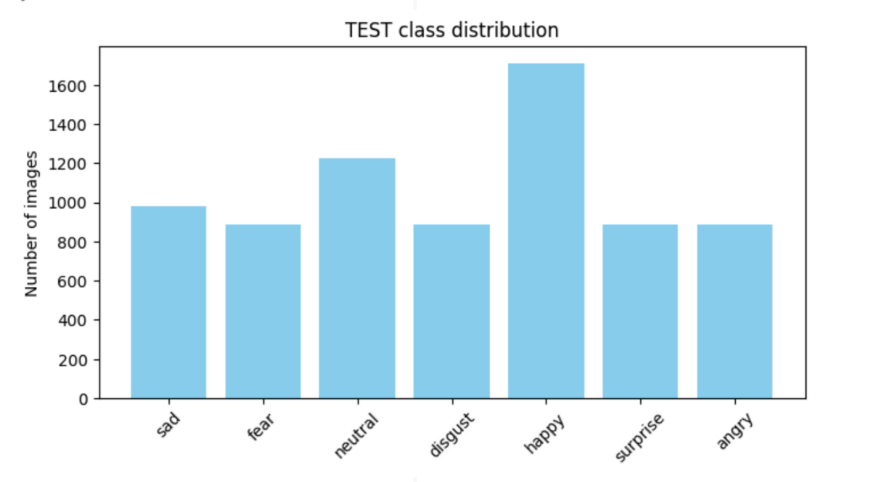 TEST class distribution
Number of images
1600
1400
1200
1000
800
600
400
200
0
sad
fear
neutral
disgust
happy
surprise
angry